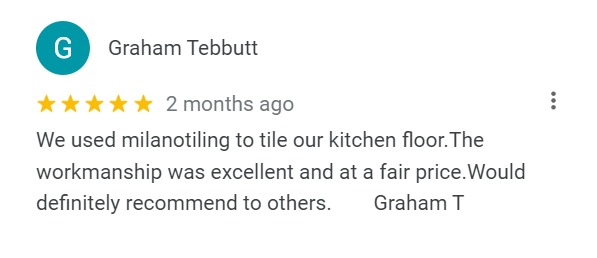 G Graham Tebbutt
2 months ago
We used milanotiling to tile our kitchen floor.The
workmanship was excellent and at a fair price.Would
definitely recommend to others. Graham T